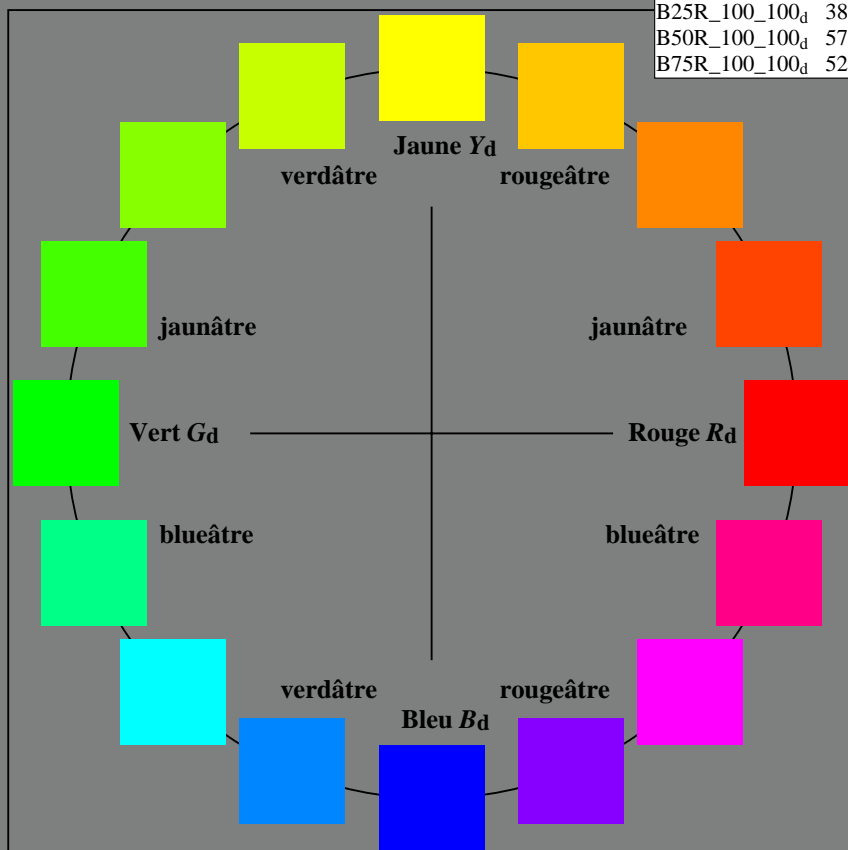 B25R_100_100d 38
B50R_100_100d 57
B75R_100_100d 52
Jaune Yd
verdâtre rougeâtre
jaunâtre jaunâtre
Vert Gd Rouge Rd
blueâtre blueâtre
verdâtre rougeâtre
Bleu Bd